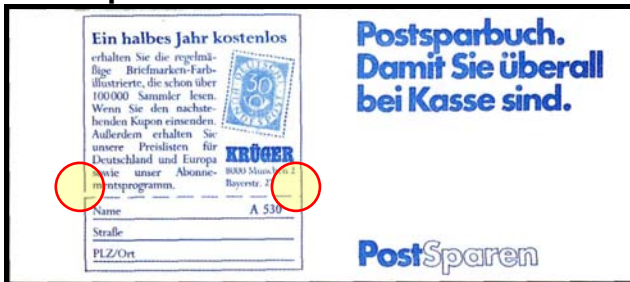 Ein halbes Jahr kostenlos
erhalten Sie die regelmä-
ßige Briefmarken-Farb-
illustrierte, die schon über
100 000 Sammler lesen.
Wenn Sie den nachste-
henden Kupon einsenden.
Außerdem erhalten Sie
unsere Preislisten für
Deutschland und Europa
sowie unser Abonne-
mentsprogramm.
DEUTSCHE
30
BUNDESPOST
KRÜGER
8000 München 2
Bayerstr.
Name A 530
Straße
PLZ/Ort
Postsparbuch.
Damit Sie überall
bei Kasse sind.
PostSparen